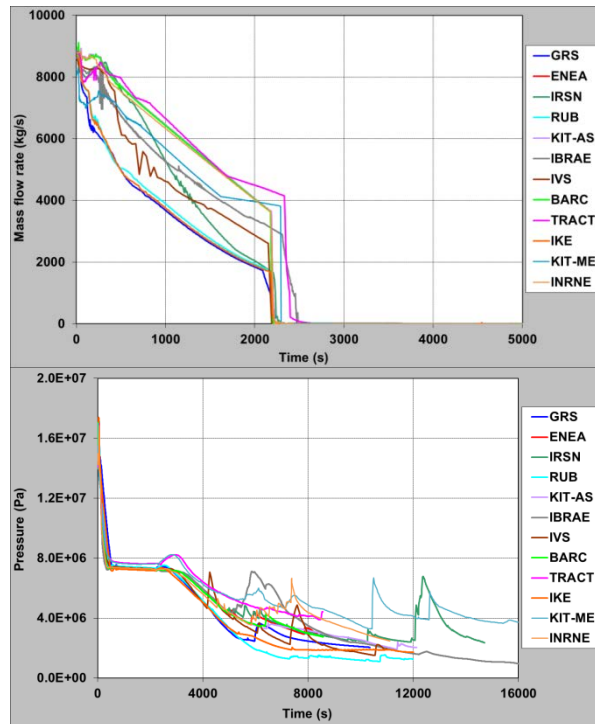 10000
8000
6000
4000
2000
0
Mass flow rate (kg/s)
0 1000 2000 3000 4000 5000
Time (s)
GRS
ENEA
IRSN
RUB
KIT-AS
IBRAE
IVS
BARC
TRACT
IKE
KIT-ME
INRNE
2.0E+07
1.6E+07
1.2E+07
8.0E+06
4.0E+06
0.0E+00
Pressure (Pa)
0 4000 8000 12000 16000
Time (s)
GRS
ENEA
IRSN
RUB
KIT-AS
IBRAE
IVS
BARC
TRACT
IKE
KIT-ME
INRNE